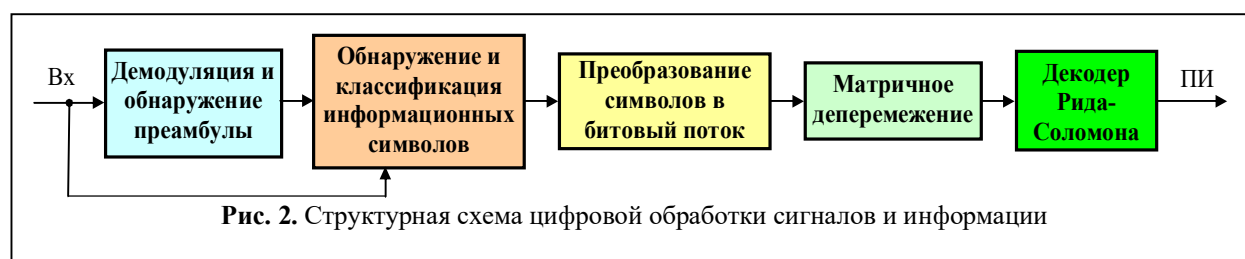 Вх
Демодуляция и
обнаружение
преамбулы
Обнаружение и
классификация
информационных
символов
Преобразование
символов в
битовый поток
Матричное
деперемежение
Декодер
Рида-
Соломона
ПИ
Рис. 2. Структурная схема цифровой обработки сигналов и информации